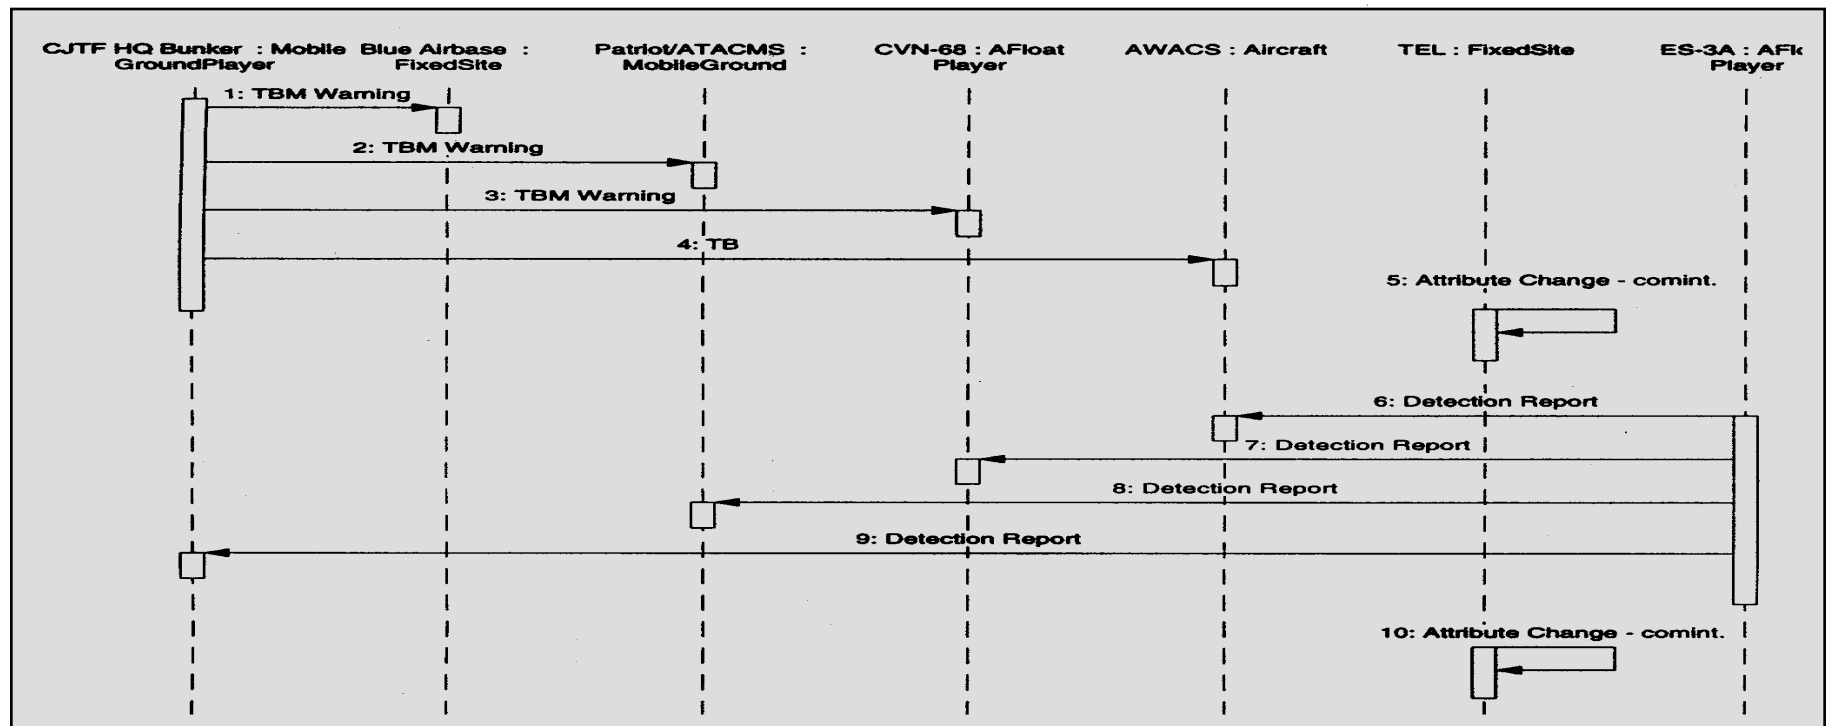 CJTF HQ Bunker : Mobile GroundPlayer
Blue Airbase : FixedSite
Patriot/ATACMS : MobileGround
CVN-68 : AFloat Player
AWACS : Aircraft
TEL : FixedSite
ES-3A : Player
1: TBM Warning
2: TBM Warning
3: TBM Warning
4: TB
5: Attribute Change - comint.
6: Detection Report
7: Detection Report
8: Detection Report
9: Detection Report
10: Attribute Change - comint.